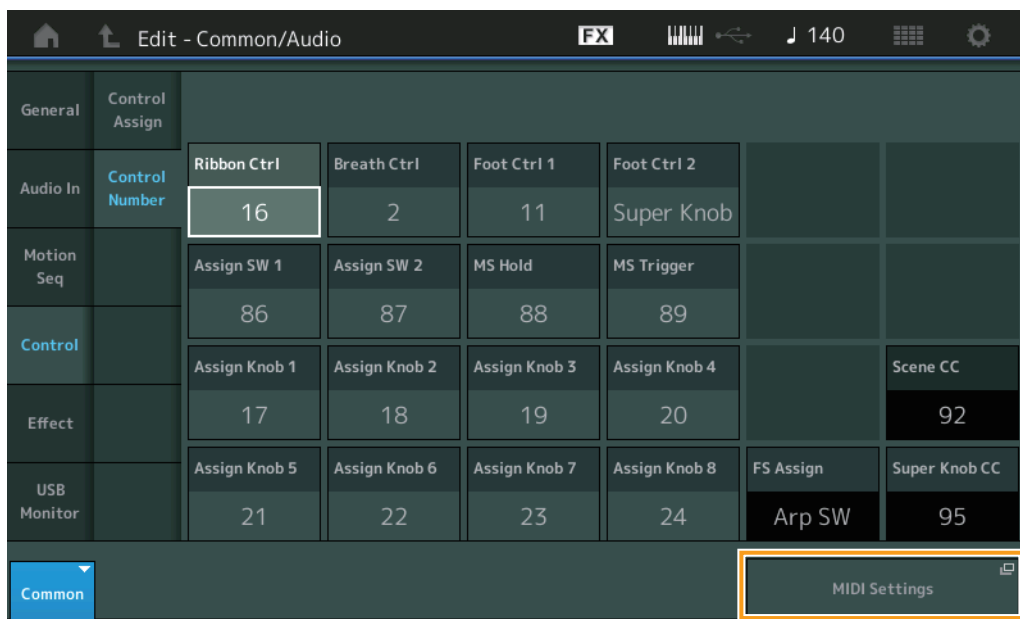 Edit - Common/Audio
FX
♩ 140
General
Audio In
Motion
Seq
Control
Effect
USB
Monitor
Control
Assign
Control
Number
Ribbon Ctrl
Breath Ctrl
Foot Ctrl 1
Foot Ctrl 2
16
2
11
Super Knob
Assign SW 1
Assign SW 2
MS Hold
MS Trigger
86
87
88
89
Assign Knob 1
Assign Knob 2
Assign Knob 3
Assign Knob 4
Scene CC
17
18
19
20
92
Assign Knob 5
Assign Knob 6
Assign Knob 7
Assign Knob 8
FS Assign
Super Knob CC
21
22
23
24
Arp SW
95
Common
MIDI Settings